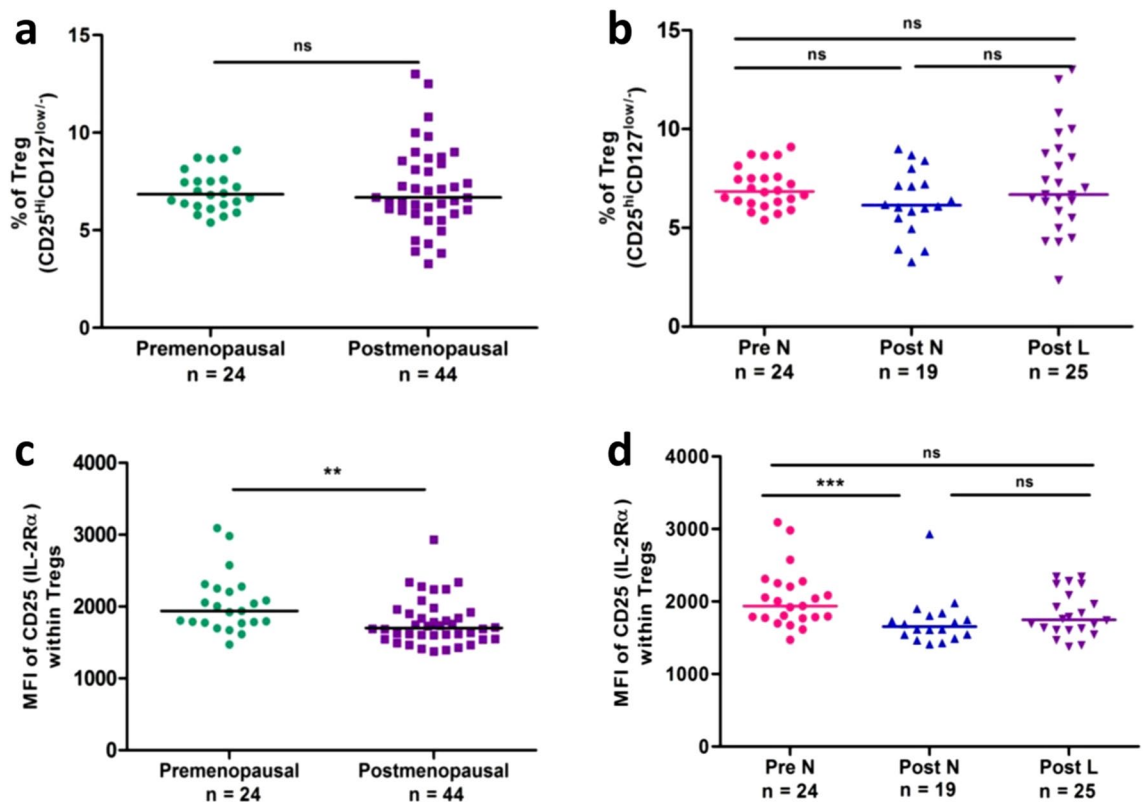 a
ns
15
10
5
0
% of Treg
(CD25HiCD127low/-)
Premenopausal
n = 24
Postmenopausal
n = 44
b
ns
ns
ns
15
10
5
0
% of Treg
(CD25hiCD127low/-)
Pre N
n = 24
Post N
n = 19
Post L
n = 25
c
**
4000
3000
2000
1000
0
MFI of CD25 (IL-2Rα)
within Tregs
Premenopausal
n = 24
Postmenopausal
n = 44
d
ns
***
ns
4000
3000
2000
1000
0
MFI of CD25 (IL-2Rα)
within Tregs
Pre N
n = 24
Post N
n = 19
Post L
n = 25